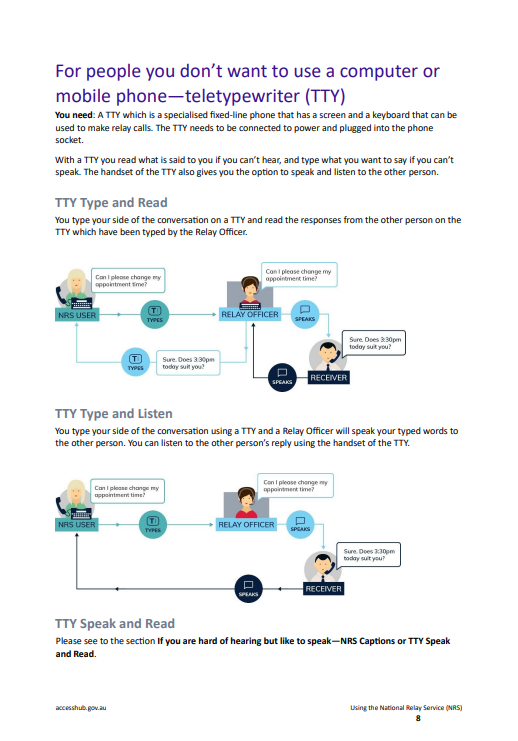 For people you don’t want to use a computer or
mobile phone—teletypewriter (TTY)
You need: A TTY which is a specialised fixed-line phone that has a screen and a keyboard that can be
used to make relay calls. The TTY needs to be connected to power and plugged into the phone
socket.
With a TTY you read what is said to you if you can’t hear, and type what you want to say if you can’t
speak. The handset of the TTY also gives you the option to speak and listen to the other person.
TTY Type and Read
You type your side of the conversation on a TTY and read the responses from the other person on the
TTY which have been typed by the Relay Officer.
Can I please change my
appointment time?
Can I please change my
appointment time?
NRS USER
T
TYPES
RELAY OFFICER
SPEAKS
Sure. Does 3:30pm
today suit you?
T
TYPES
Sure. Does 3:30pm
today suit you?
SPEAKS
RECEIVER
TTY Type and Listen
You type your side of the conversation using a TTY and a Relay Officer will speak your typed words to
the other person. You can listen to the other person’s reply using the handset of the TTY.
Can I please change my
appointment time?
Can I please change my
appointment time?
NRS USER
T
TYPES
RELAY OFFICER
SPEAKS
Sure. Does 3:30pm
today suit you?
SPEAKS
RECEIVER
TTY Speak and Read
Please see to the section If you are hard of hearing but like to speak—NRS Captions or TTY Speak
and Read.
accesshub.gov.au
Using the National Relay Service (NRS)
8